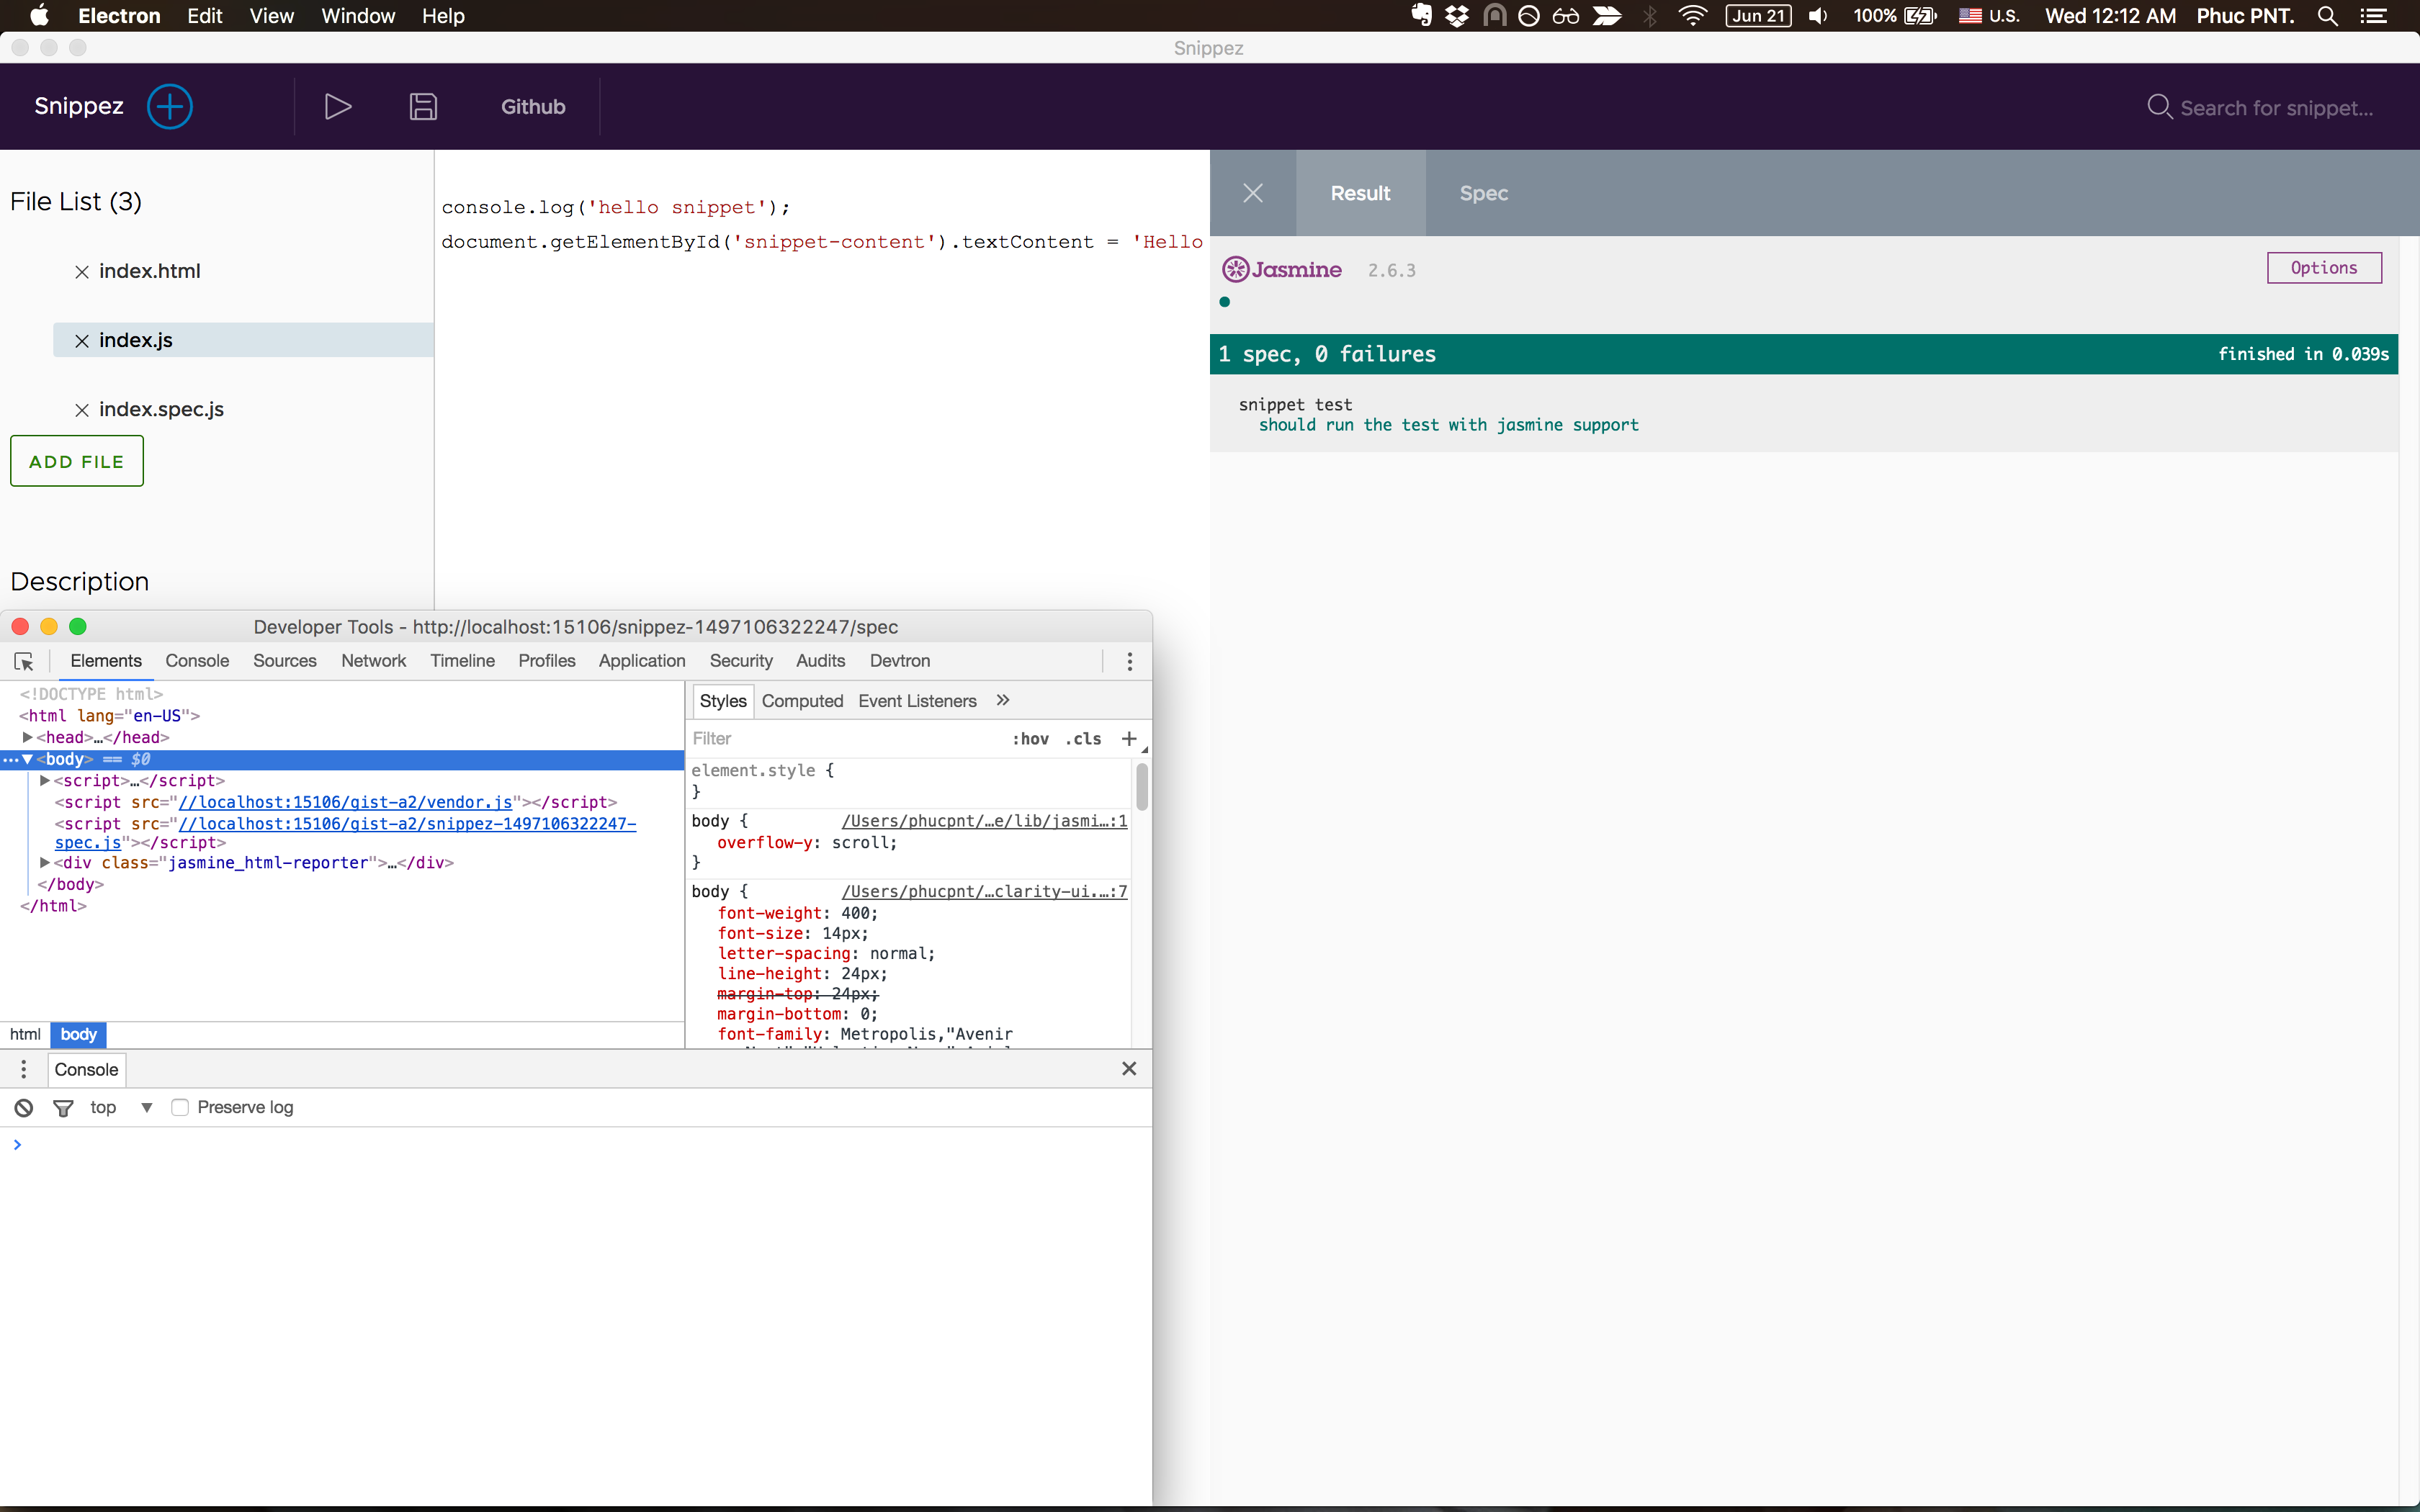 Electron Edit View Window Help
Jun 21 100% U.S. Wed 12:12 AM Phuc PNT.
Snippez
Snippez Github Search for snippet...
File List (3)
index.html
index.js
index.spec.js
ADD FILE
Description
console.log('hello snippet');
document.getElementById('snippet-content').textContent = 'Hello
Result Spec
Jasmine 2.6.3 Options
1 spec, 0 failures finished in 0.039s
snippet test
should run the test with jasmine support
Developer Tools - http://localhost:15106/snippez-1497106322247/spec
Elements Console Sources Network Timeline Profiles Application Security Audits Devtron
<!DOCTYPE html>
<html lang="en-US">
<head>…</head>
<body> == $0
<script>…</script>
<script src="//localhost:15106/gist-a2/vendor.js"></script>
<script src="//localhost:15106/gist-a2/snippez-1497106322247-
spec.js"></script>
<div class="jasmine_html-reporter">…</div>
</body>
</html>
html body
Styles Computed Event Listeners »
Filter :hov .cls +
element.style {
}
body { /Users/phucpnt/…e/lib/jasmi…:1
overflow-y: scroll;
}
body { /Users/phucpnt/…clarity-ui.…:7
font-weight: 400;
font-size: 14px;
letter-spacing: normal;
line-height: 24px;
margin-top: 24px;
margin-bottom: 0;
font-family: Metropolis,"Avenir
Console
top Preserve log